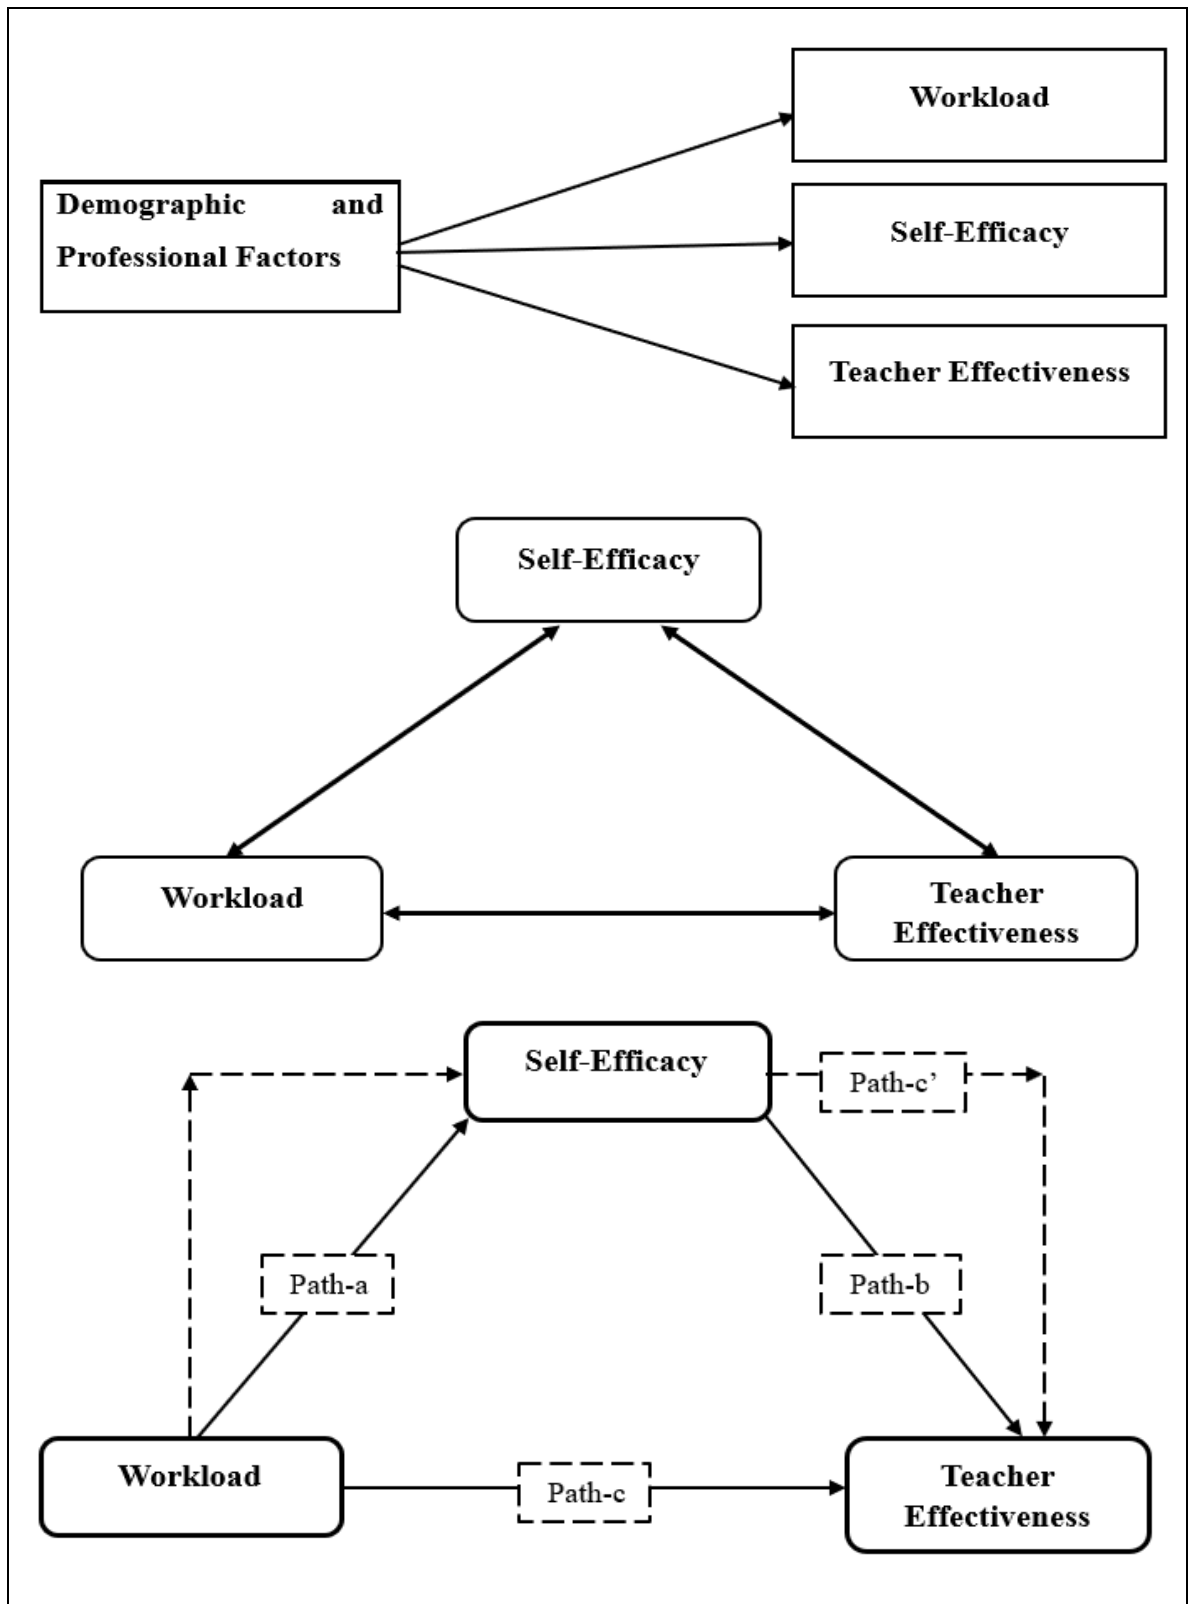 Workload
Demographic and
Professional Factors
Self-Efficacy
Teacher Effectiveness
Self-Efficacy
Workload
Teacher
Effectiveness
Self-Efficacy
Path-c’
Path-a
Path-b
Workload
Path-c
Teacher
Effectiveness